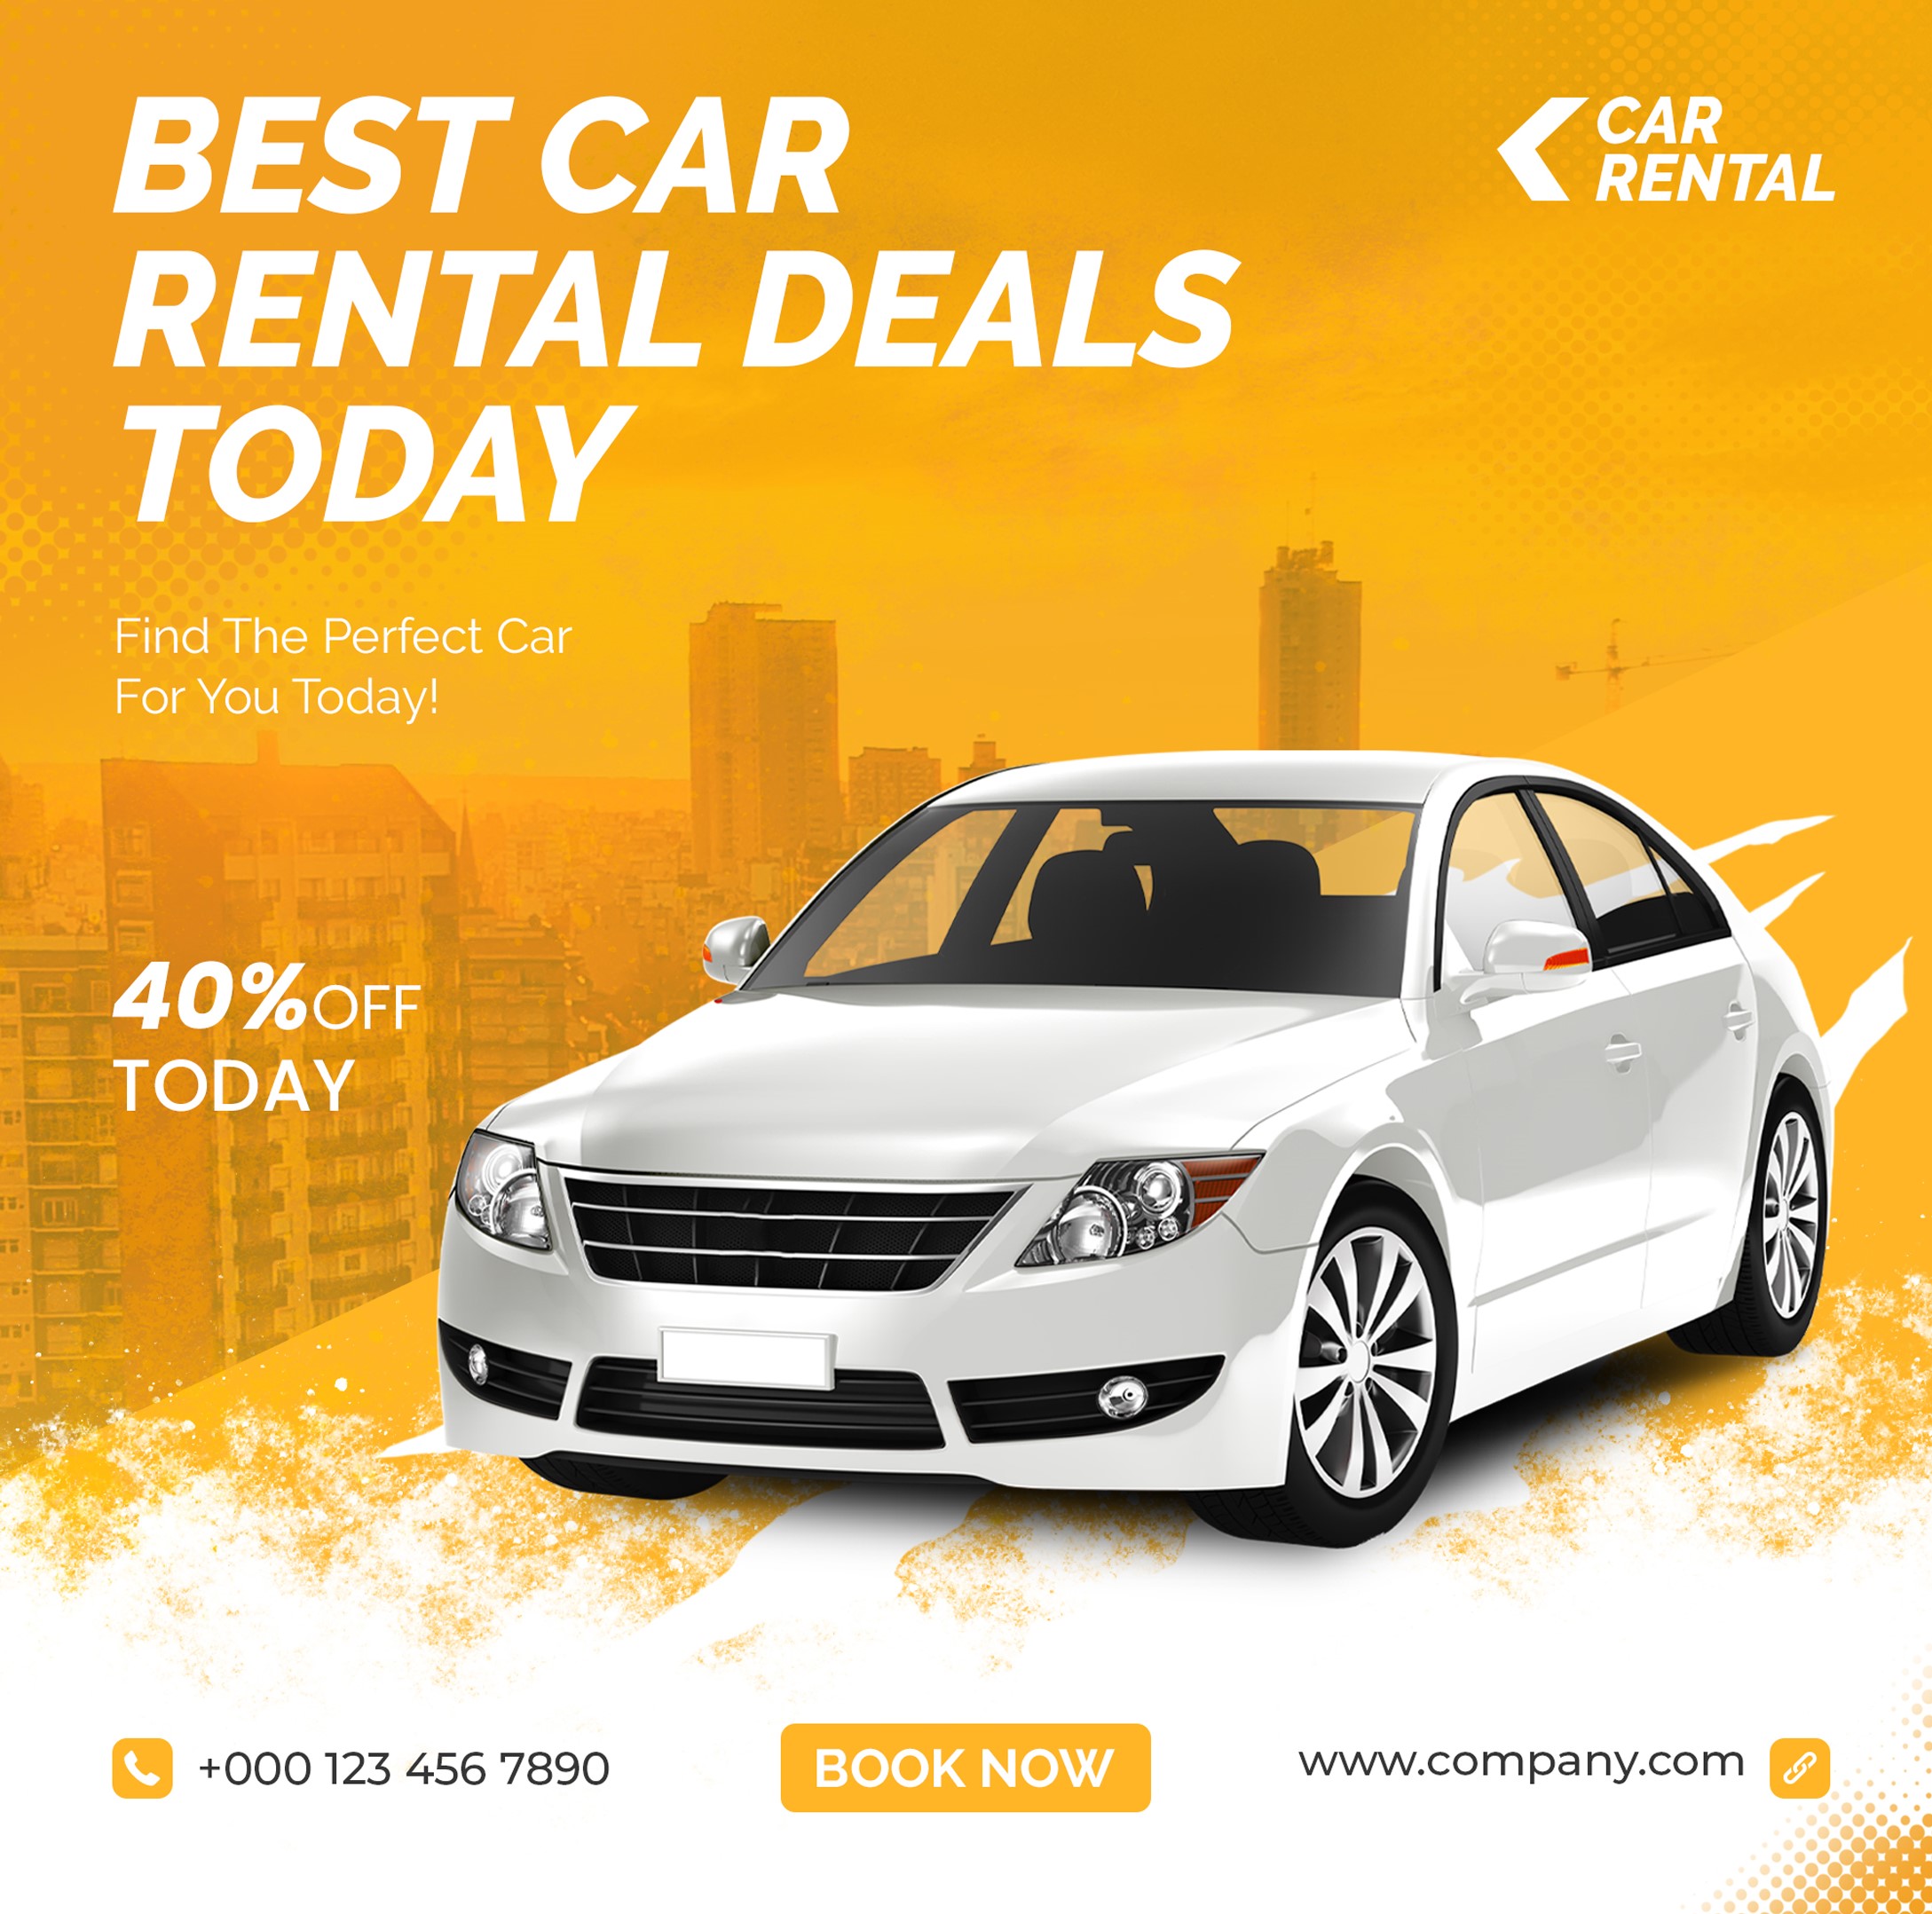 BEST CAR
RENTAL DEALS
TODAY
CAR
RENTAL
Find The Perfect Car
For You Today!
40%OFF
TODAY
+000 123 456 7890
BOOK NOW
www.company.com